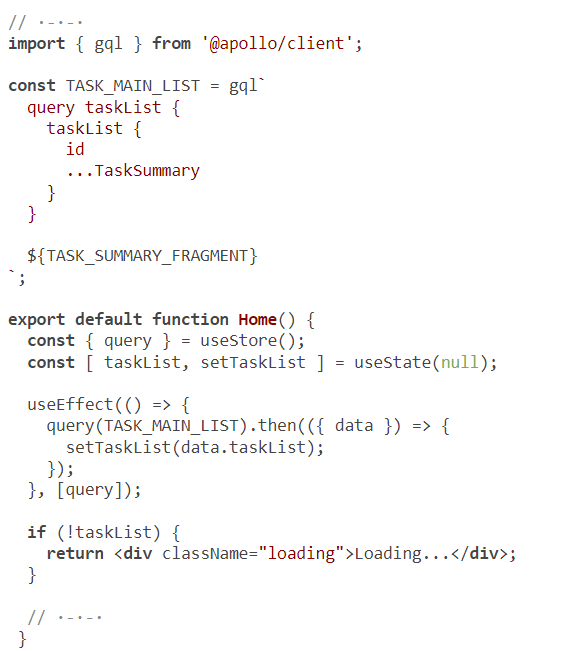 // ·-·-·
import { gql } from '@apollo/client';

const TASK_MAIN_LIST = gql`
  query taskList {
    taskList {
      id
      ...TaskSummary
    }
  }

  ${TASK_SUMMARY_FRAGMENT}
`;

export default function Home() {
  const { query } = useStore();
  const [ taskList, setTaskList ] = useState(null);

  useEffect(() => {
    query(TASK_MAIN_LIST).then(({ data }) => {
      setTaskList(data.taskList);
    });
  }, [query]);

  if (!taskList) {
    return <div className="loading">Loading...</div>;
  }

  // ·-·-·
 }